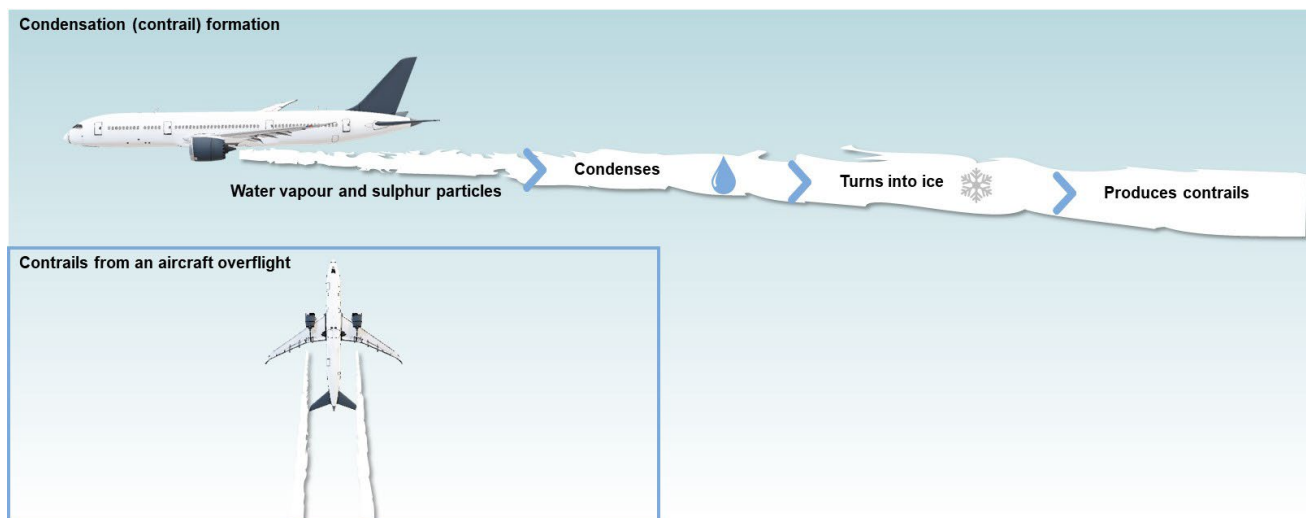 Condensation (contrail) formation
Water vapour and sulphur particles
Condenses
Turns into ice
Produces contrails
Contrails from an aircraft overflight